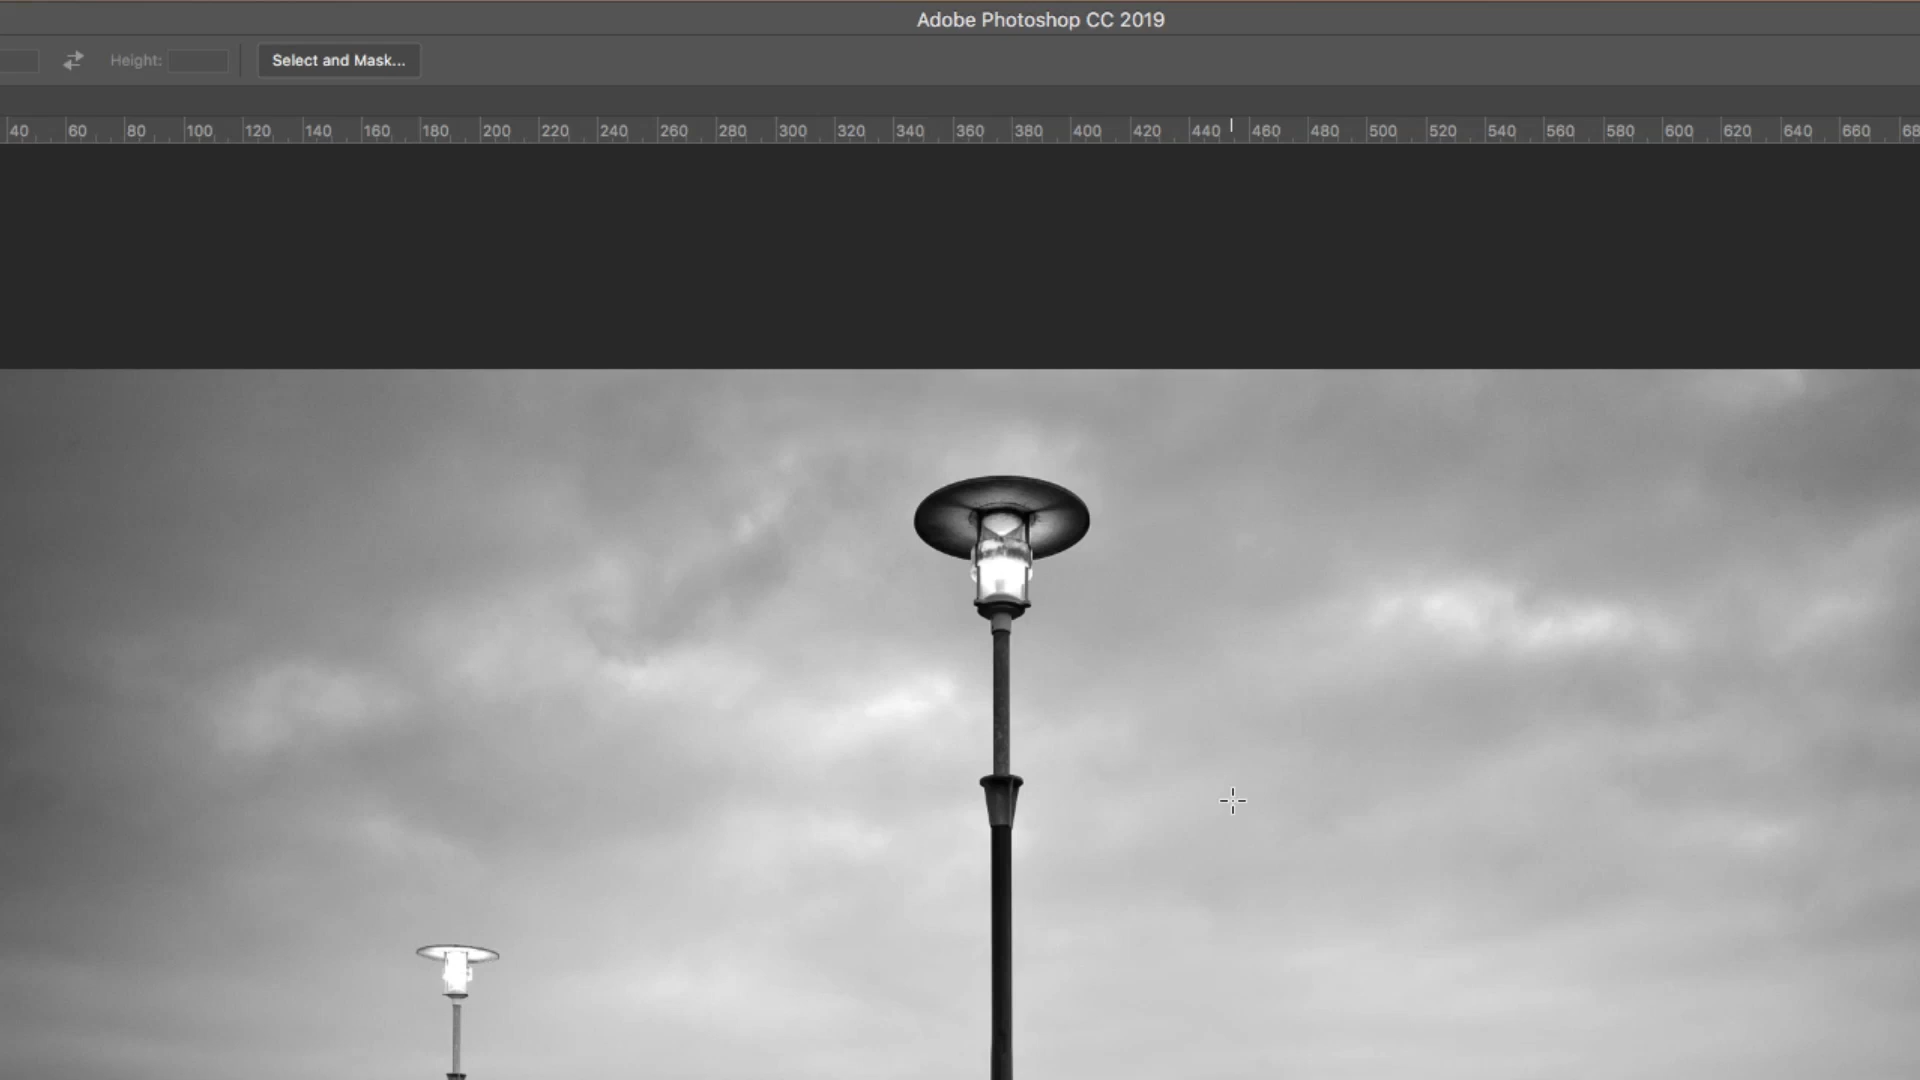 Adobe Photoshop CC 2019
Height: Select and Mask...
40 60 80 100 120 140 160 180 200 220 240 260 280 300 320 340 360 380 400 420 440 460 480 500 520 540 560 580 600 620 640 660 68